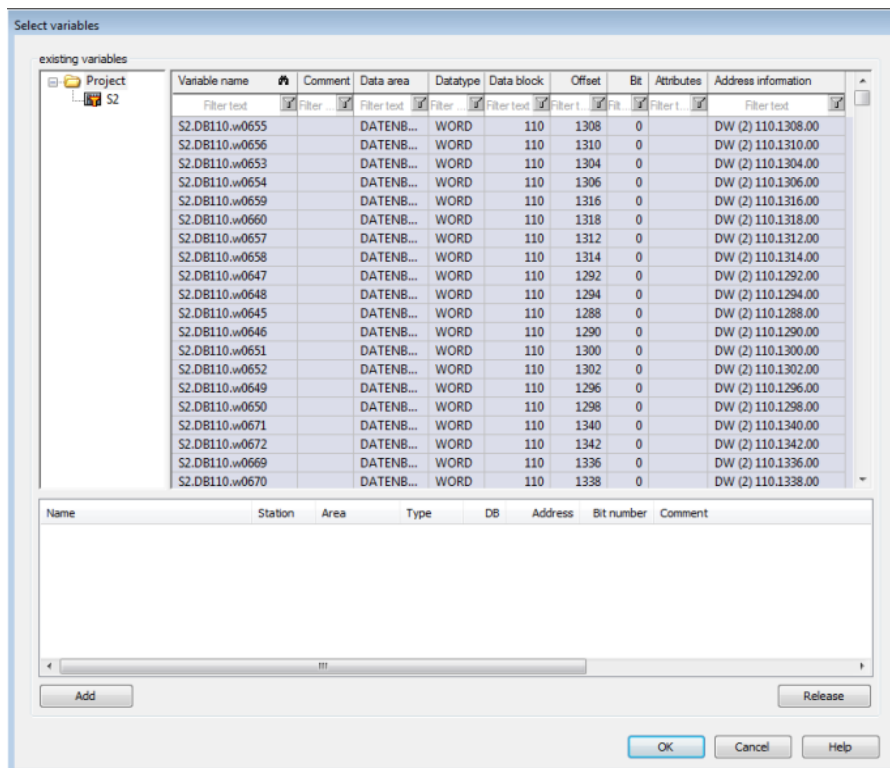 Select variables
existing variables
Project
S2
Variable name Comment Data area Datatype Data block Offset Bit Attributes Address information
Filter text Filter ... Filter text Filter ... Filter text Filter t... Filt... Filter t... Filter text
S2.DB110.w0655 DATENB... WORD 110 1308 0 DW (2) 110.1308.00
S2.DB110.w0656 DATENB... WORD 110 1310 0 DW (2) 110.1310.00
S2.DB110.w0653 DATENB... WORD 110 1304 0 DW (2) 110.1304.00
S2.DB110.w0654 DATENB... WORD 110 1306 0 DW (2) 110.1306.00
S2.DB110.w0659 DATENB... WORD 110 1316 0 DW (2) 110.1316.00
S2.DB110.w0660 DATENB... WORD 110 1318 0 DW (2) 110.1318.00
S2.DB110.w0657 DATENB... WORD 110 1312 0 DW (2) 110.1312.00
S2.DB110.w0658 DATENB... WORD 110 1314 0 DW (2) 110.1314.00
S2.DB110.w0647 DATENB... WORD 110 1292 0 DW (2) 110.1292.00
S2.DB110.w0648 DATENB... WORD 110 1294 0 DW (2) 110.1294.00
S2.DB110.w0645 DATENB... WORD 110 1288 0 DW (2) 110.1288.00
S2.DB110.w0646 DATENB... WORD 110 1290 0 DW (2) 110.1290.00
S2.DB110.w0651 DATENB... WORD 110 1300 0 DW (2) 110.1300.00
S2.DB110.w0652 DATENB... WORD 110 1302 0 DW (2) 110.1302.00
S2.DB110.w0649 DATENB... WORD 110 1296 0 DW (2) 110.1296.00
S2.DB110.w0650 DATENB... WORD 110 1298 0 DW (2) 110.1298.00
S2.DB110.w0671 DATENB... WORD 110 1340 0 DW (2) 110.1340.00
S2.DB110.w0672 DATENB... WORD 110 1342 0 DW (2) 110.1342.00
S2.DB110.w0669 DATENB... WORD 110 1336 0 DW (2) 110.1336.00
S2.DB110.w0670 DATENB... WORD 110 1338 0 DW (2) 110.1338.00
Name Station Area Type DB Address Bit number Comment
Add Release
OK Cancel Help